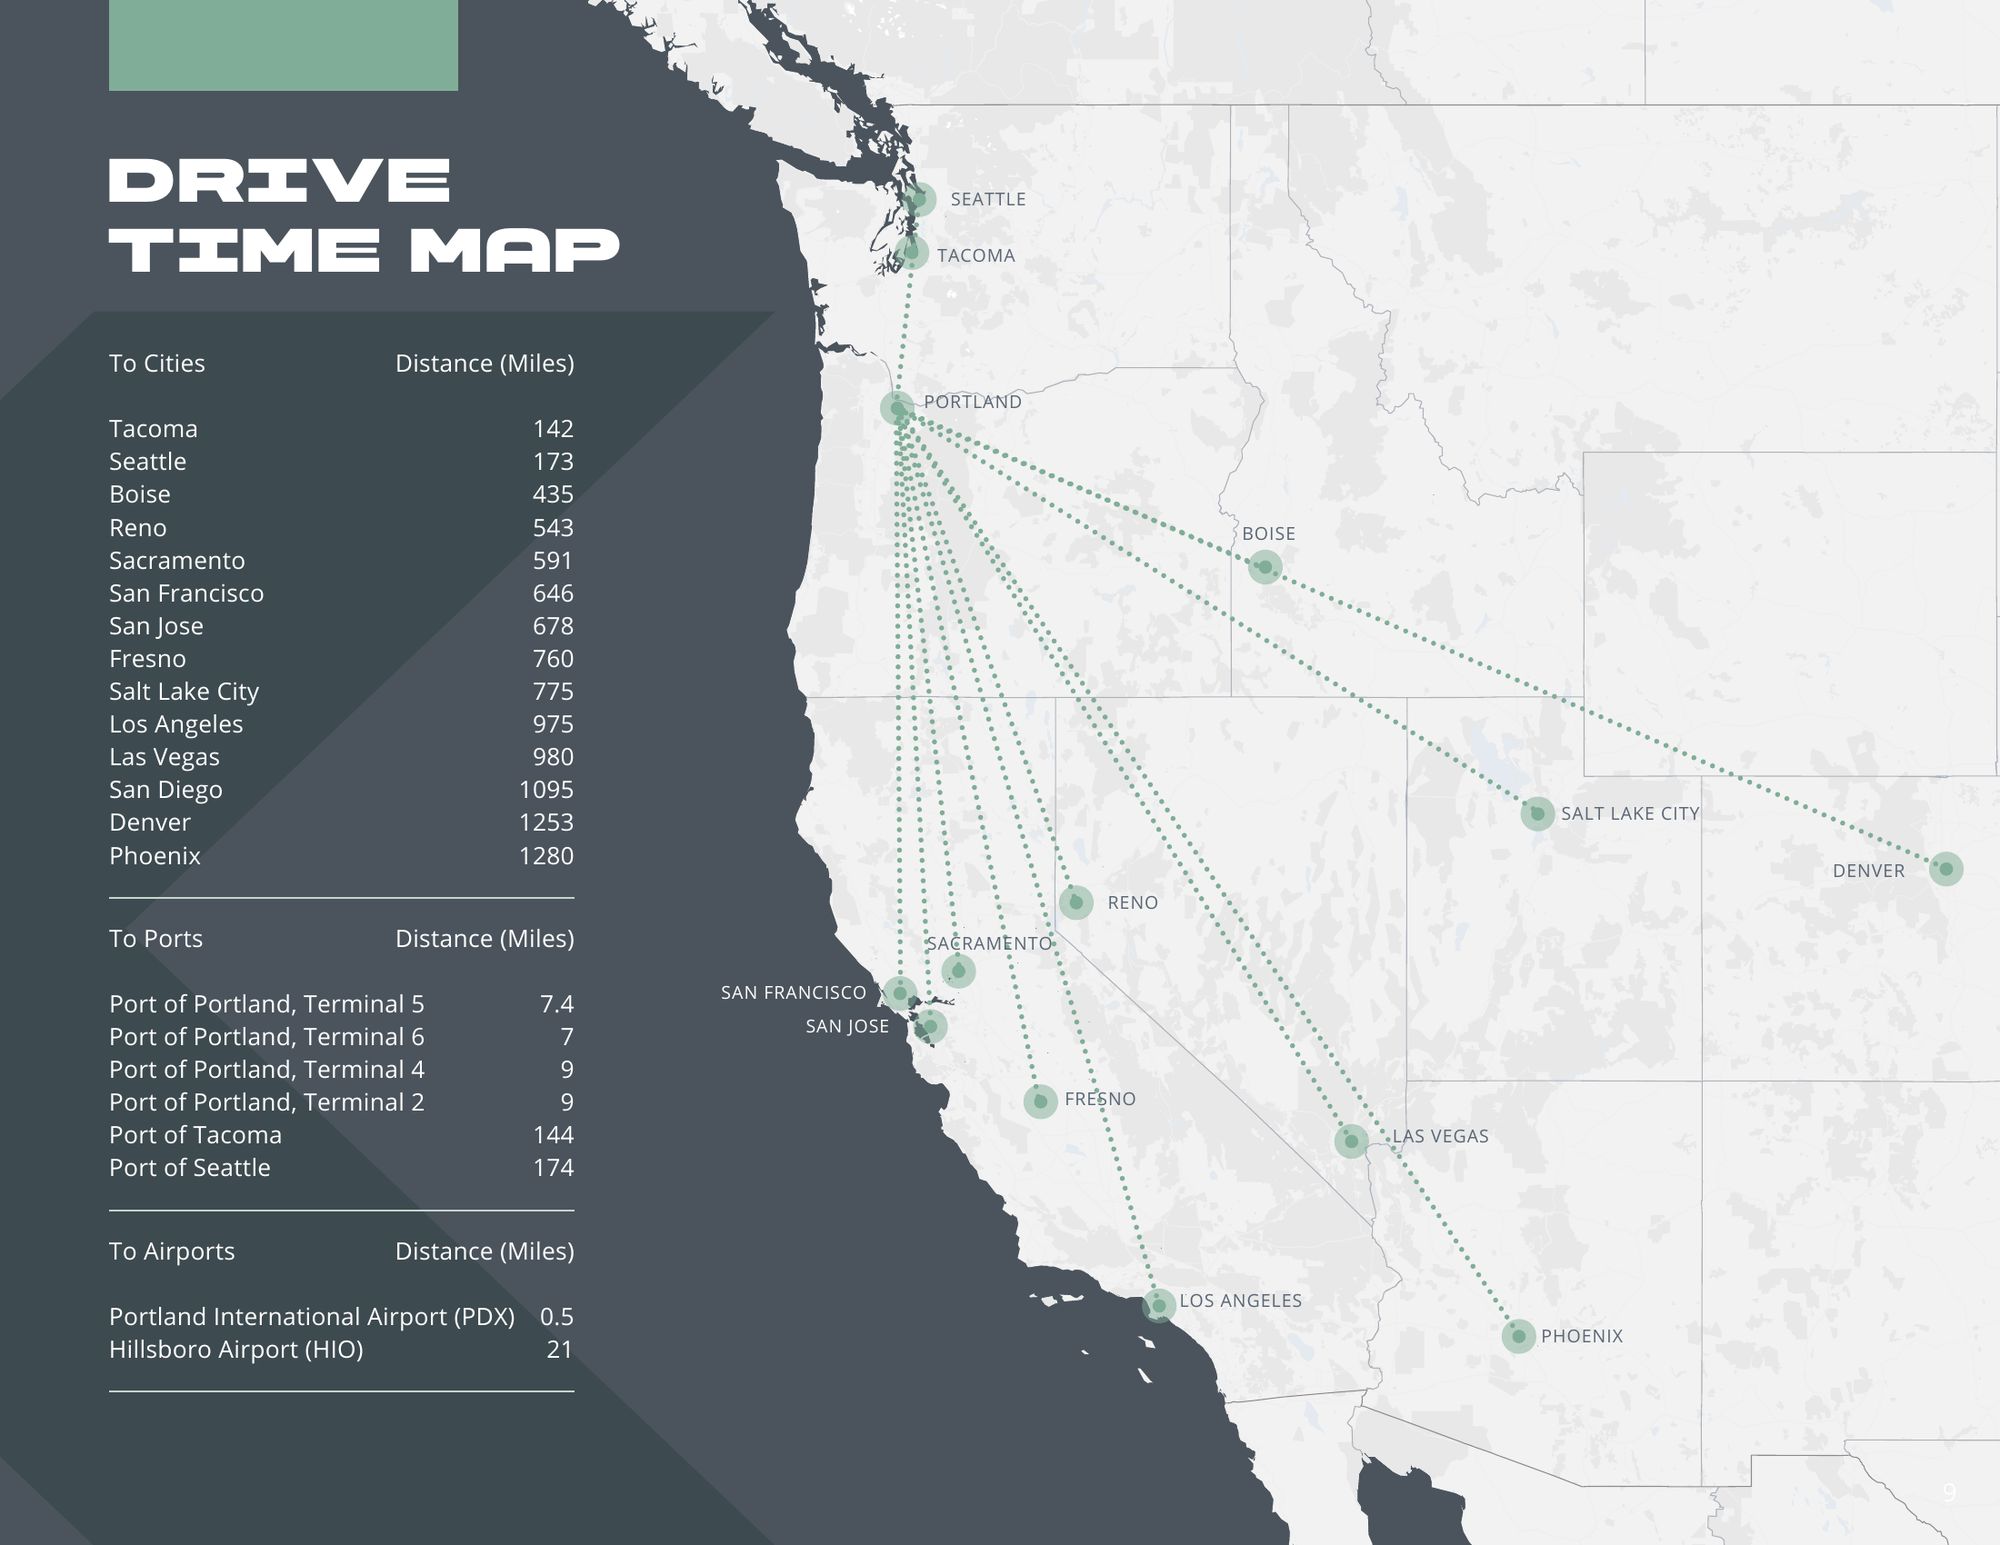 DRIVE
TIME MAP
To Cities Distance (Miles)
Tacoma 142
Seattle 173
Boise 435
Reno 543
Sacramento 591
San Francisco 646
San Jose 678
Fresno 760
Salt Lake City 775
Los Angeles 975
Las Vegas 980
San Diego 1095
Denver 1253
Phoenix 1280
To Ports Distance (Miles)
Port of Portland, Terminal 5 7.4
Port of Portland, Terminal 6 7
Port of Portland, Terminal 4 9
Port of Portland, Terminal 2 9
Port of Tacoma 144
Port of Seattle 174
To Airports Distance (Miles)
Portland International Airport (PDX) 0.5
Hillsboro Airport (HIO) 21
SEATTLE
TACOMA
PORTLAND
BOISE
SALT LAKE CITY
DENVER
RENO
SACRAMENTO
SAN FRANCISCO
SAN JOSE
FRESNO
LAS VEGAS
LOS ANGELES
PHOENIX
9